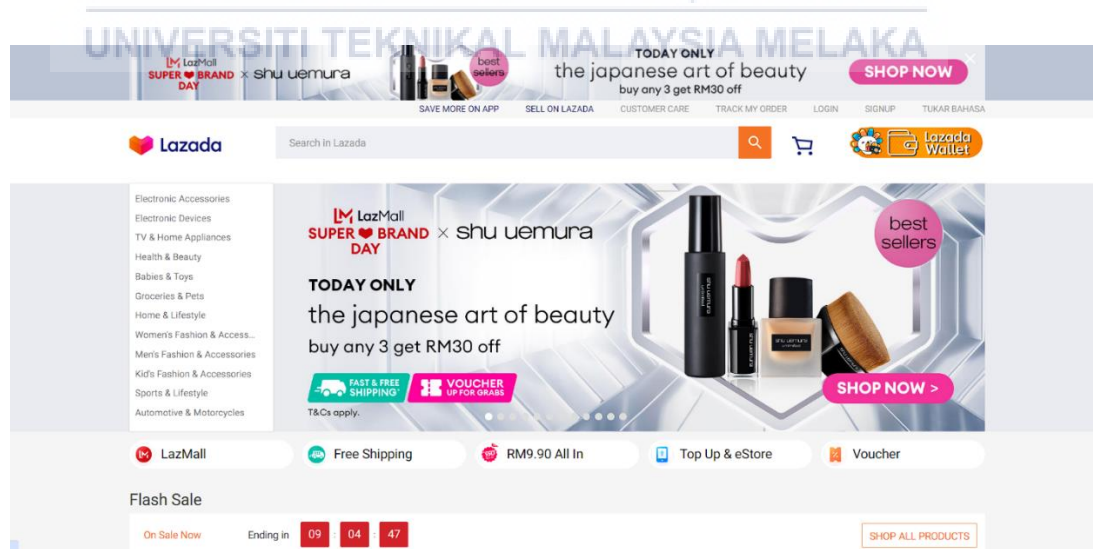 UNIVERSITI TEKNIKAL MALAYSIA MELAKA
LazMall
SUPER BRAND DAY x shu uemura
best sellers
TODAY ONLY
the japanese art of beauty
buy any 3 get RM30 off
SHOP NOW
SAVE MORE ON APP SELL ON LAZADA CUSTOMER CARE TRACK MY ORDER LOGIN SIGNUP TUKAR BAHASA
Lazada
Search in Lazada
Lazada Wallet
Electronic Accessories
Electronic Devices
TV & Home Appliances
Health & Beauty
Babies & Toys
Groceries & Pets
Home & Lifestyle
Women's Fashion & Access...
Men's Fashion & Accessories
Kid's Fashion & Accessories
Sports & Lifestyle
Automotive & Motorcycles
LazMall
SUPER BRAND DAY x shu uemura
TODAY ONLY
the japanese art of beauty
buy any 3 get RM30 off
FAST & FREE SHIPPING*
VOUCHER UP FOR GRABS
T&Cs apply.
best sellers
SHOP NOW >
LazMall Free Shipping RM9.90 All In Top Up & eStore Voucher
Flash Sale
On Sale Now Ending in 09 : 04 : 47 SHOP ALL PRODUCTS